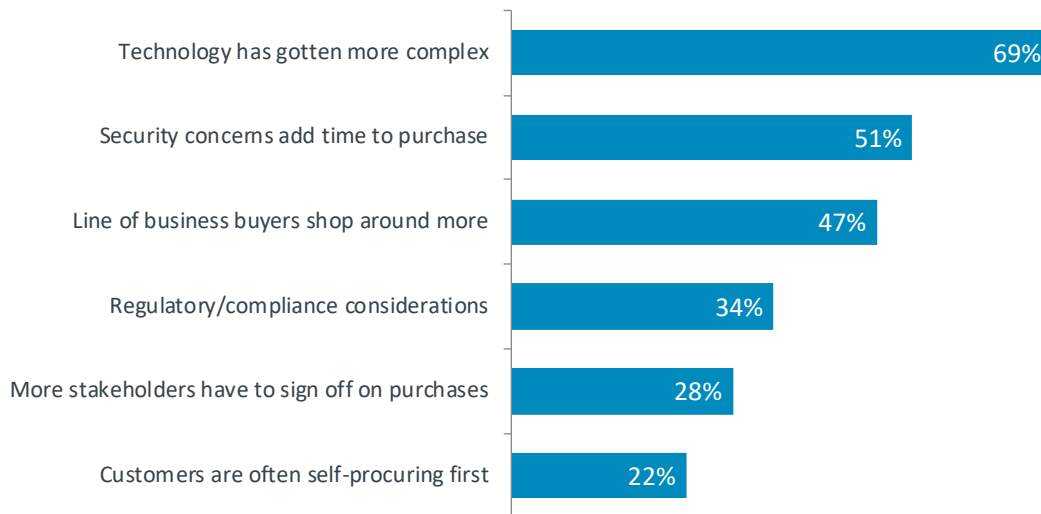 Technology has gotten more complex 69%
Security concerns add time to purchase 51%
Line of business buyers shop around more 47%
Regulatory/compliance considerations 34%
More stakeholders have to sign off on purchases 28%
Customers are often self-procuring first 22%